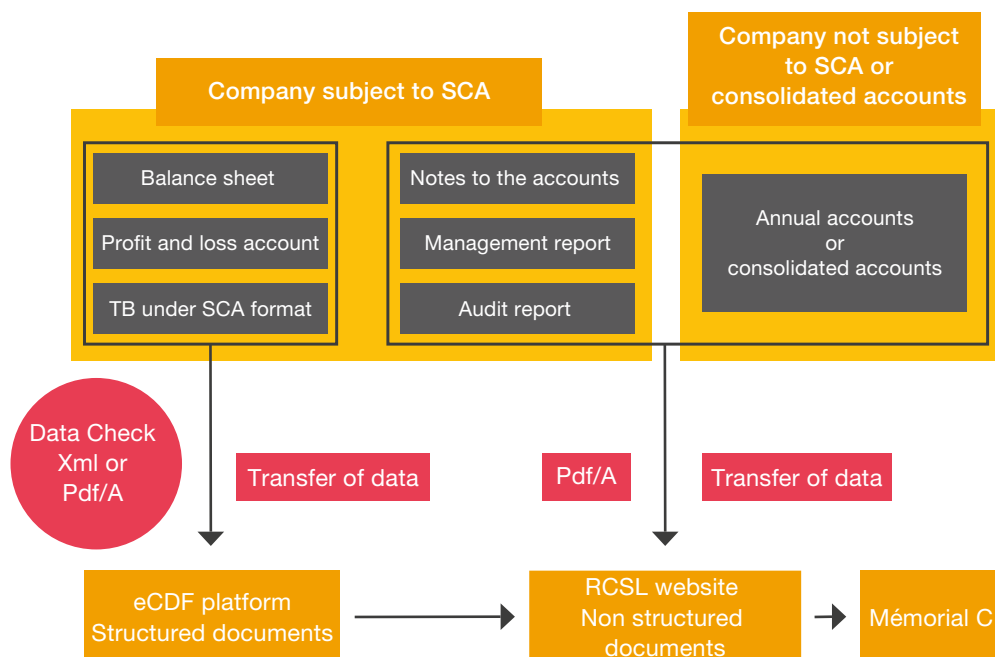 Company subject to SCA
Company not subject
to SCA or
consolidated accounts
Balance sheet
Profit and loss account
TB under SCA format
Notes to the accounts
Management report
Audit report
Annual accounts
or
consolidated accounts
Data Check
Xml or
Pdf/A
Transfer of data
Pdf/A
Transfer of data
eCDF platform
Structured documents
RCSL website
Non structured
documents
Mémorial C